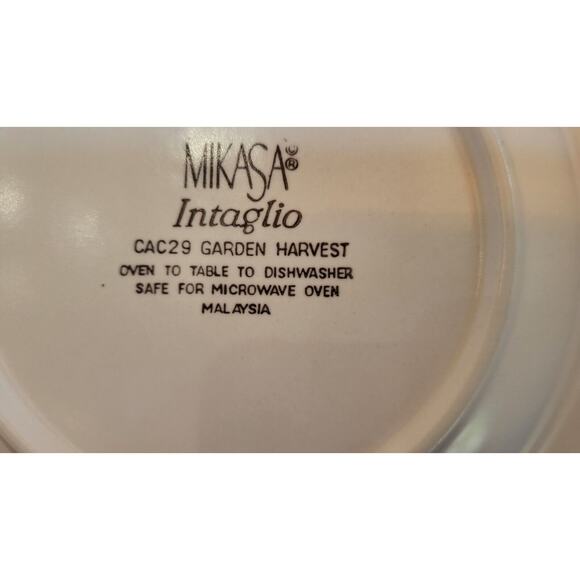 MIKASA©®
Intaglio
CAC29 GARDEN HARVEST
OVEN TO TABLE TO DISHWASHER
SAFE FOR MICROWAVE OVEN
MALAYSIA